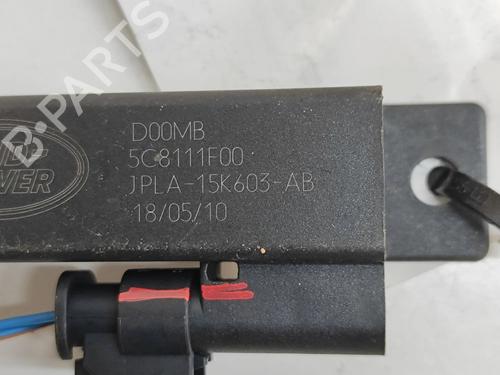 B-PARTS
D00MB
5C8111F00
JPLA-15K603-AB
18/05/10